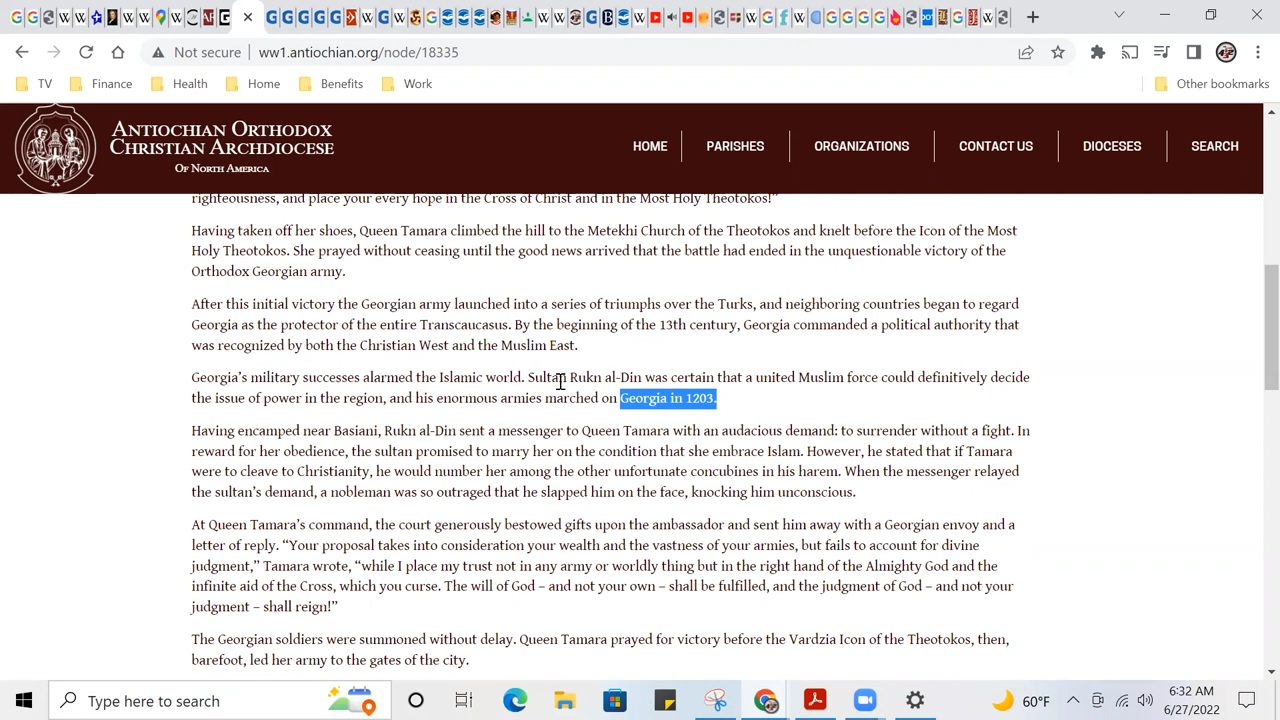 Not secure
ww1.antiochian.org/node/18335
TV
Finance
Health
Home
Benefits
Work
Other bookmarks
ANTIOCHIAN ORTHODOX
CHRISTIAN ARCHDIOCESE
OF NORTH AMERICA
HOME
PARISHES
ORGANIZATIONS
CONTACT US
DIOCESES
SEARCH
righteousness, and place your every hope in the Cross of Christ and in the Most Holy Theotokos!”
Having taken off her shoes, Queen Tamara climbed the hill to the Metekhi Church of the Theotokos and knelt before the Icon of the Most
Holy Theotokos. She prayed without ceasing until the good news arrived that the battle had ended in the unquestionable victory of the
Orthodox Georgian army.
After this initial victory the Georgian army launched into a series of triumphs over the Turks, and neighboring countries began to regard
Georgia as the protector of the entire Transcaucasus. By the beginning of the 13th century, Georgia commanded a political authority that
was recognized by both the Christian West and the Muslim East.
Georgia’s military successes alarmed the Islamic world. Sultan Rukn al-Din was certain that a united Muslim force could definitively decide
the issue of power in the region, and his enormous armies marched on Georgia in 1203.
Having encamped near Basiani, Rukn al-Din sent a messenger to Queen Tamara with an audacious demand: to surrender without a fight. In
reward for her obedience, the sultan promised to marry her on the condition that she embrace Islam. However, he stated that if Tamara
were to cleave to Christianity, he would number her among the other unfortunate concubines in his harem. When the messenger relayed
the sultan’s demand, a nobleman was so outraged that he slapped him on the face, knocking him unconscious.
At Queen Tamara’s command, the court generously bestowed gifts upon the ambassador and sent him away with a Georgian envoy and a
letter of reply. “Your proposal takes into consideration your wealth and the vastness of your armies, but fails to account for divine
judgment,” Tamara wrote, “while I place my trust not in any army or worldly thing but in the right hand of the Almighty God and the
infinite aid of the Cross, which you curse. The will of God – and not your own – shall be fulfilled, and the judgment of God – and not your
judgment – shall reign!”
The Georgian soldiers were summoned without delay. Queen Tamara prayed for victory before the Vardzia Icon of the Theotokos, then,
barefoot, led her army to the gates of the city.
Type here to search
60°F
6:32 AM
6/27/2022